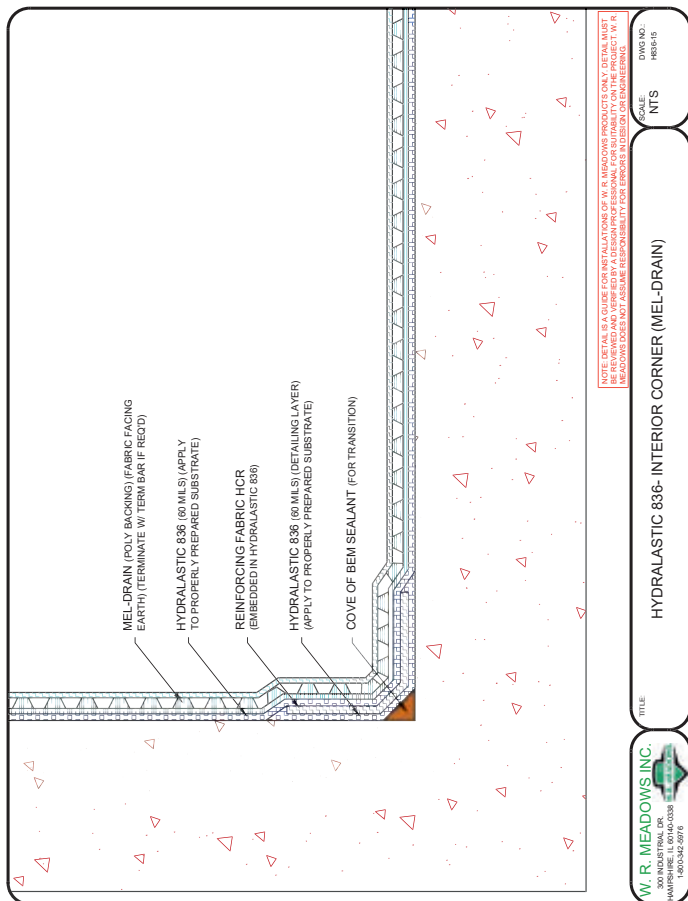 MEL-DRAIN (POLY BACKING) (FABRIC FACING
EARTH) (TERMINATE W/ TERM BAR IF REQ'D)
HYDRALASTIC 836 (60 MILS) (APPLY
TO PROPERLY PREPARED SUBSTRATE)
REINFORCING FABRIC HCR
(EMBEDDED IN HYDRALASTIC 836)
HYDRALASTIC 836 (60 MILS) (DETAILING LAYER)
(APPLY TO PROPERLY PREPARED SUBSTRATE)
COVE OF BEM SEALANT (FOR TRANSITION)
NOTE: DETAIL IS A GUIDE FOR INSTALLATIONS OF W. R. MEADOWS PRODUCTS ONLY. DETAIL MUST
BE REVIEWED AND VERIFIED BY A DESIGN PROFESSIONAL FOR SUITABILITY ON THE PROJECT. W. R.
MEADOWS DOES NOT ASSUME RESPONSIBILITY FOR ERRORS IN DESIGN OR ENGINEERING.
W. R. MEADOWS INC.
300 INDUSTRIAL DR.
HAMPSHIRE, IL 60140-0338
1-800-342-5976
W. R. MEADOWS
TITLE:
HYDRALASTIC 836- INTERIOR CORNER (MEL-DRAIN)
SCALE:
NTS
DWG NO.:
H836-15